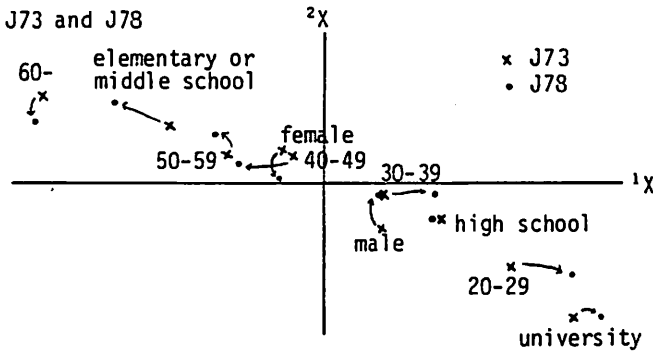 J73 and J78
²X
elementary or
middle school
x J73
• J78
60-
female
50-59
40-49
30-39
¹X
high school
male
20-29
university